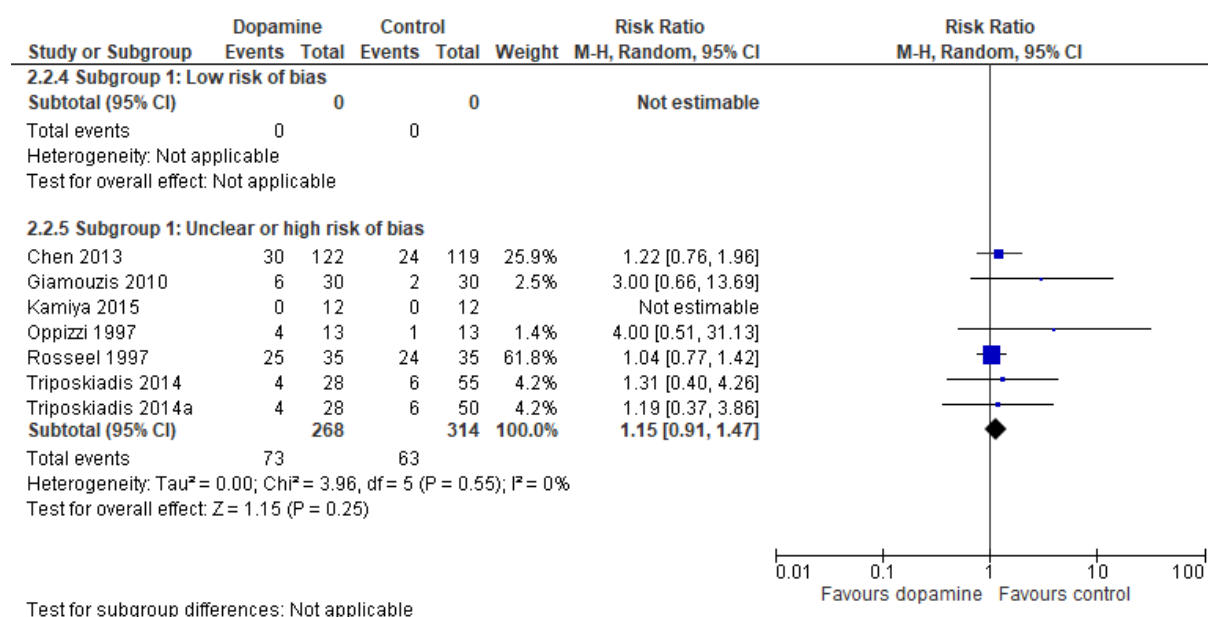 Dopamine Control Risk Ratio Risk Ratio
Study or Subgroup Events Total Events Total Weight M-H, Random, 95% CI M-H, Random, 95% CI
2.2.4 Subgroup 1: Low risk of bias
Subtotal (95% CI) 0 0 Not estimable
Total events 0 0
Heterogeneity: Not applicable
Test for overall effect: Not applicable
2.2.5 Subgroup 1: Unclear or high risk of bias
Chen 2013 30 122 24 119 25.9% 1.22 [0.76, 1.96]
Giamouzis 2010 6 30 2 30 2.5% 3.00 [0.66, 13.69]
Kamiya 2015 0 12 0 12 Not estimable
Oppizzi 1997 4 13 1 13 1.4% 4.00 [0.51, 31.13]
Rosseel 1997 25 35 24 35 61.8% 1.04 [0.77, 1.42]
Triposkiadis 2014 4 28 6 55 4.2% 1.31 [0.40, 4.26]
Triposkiadis 2014a 4 28 6 50 4.2% 1.19 [0.37, 3.86]
Subtotal (95% CI) 268 314 100.0% 1.15 [0.91, 1.47]
Total events 73 63
Heterogeneity: Tau² = 0.00; Chi² = 3.96, df = 5 (P = 0.55); I² = 0%
Test for overall effect: Z = 1.15 (P = 0.25)
0.01 0.1 1 10 100
Favours dopamine Favours control
Test for subgroup differences: Not applicable